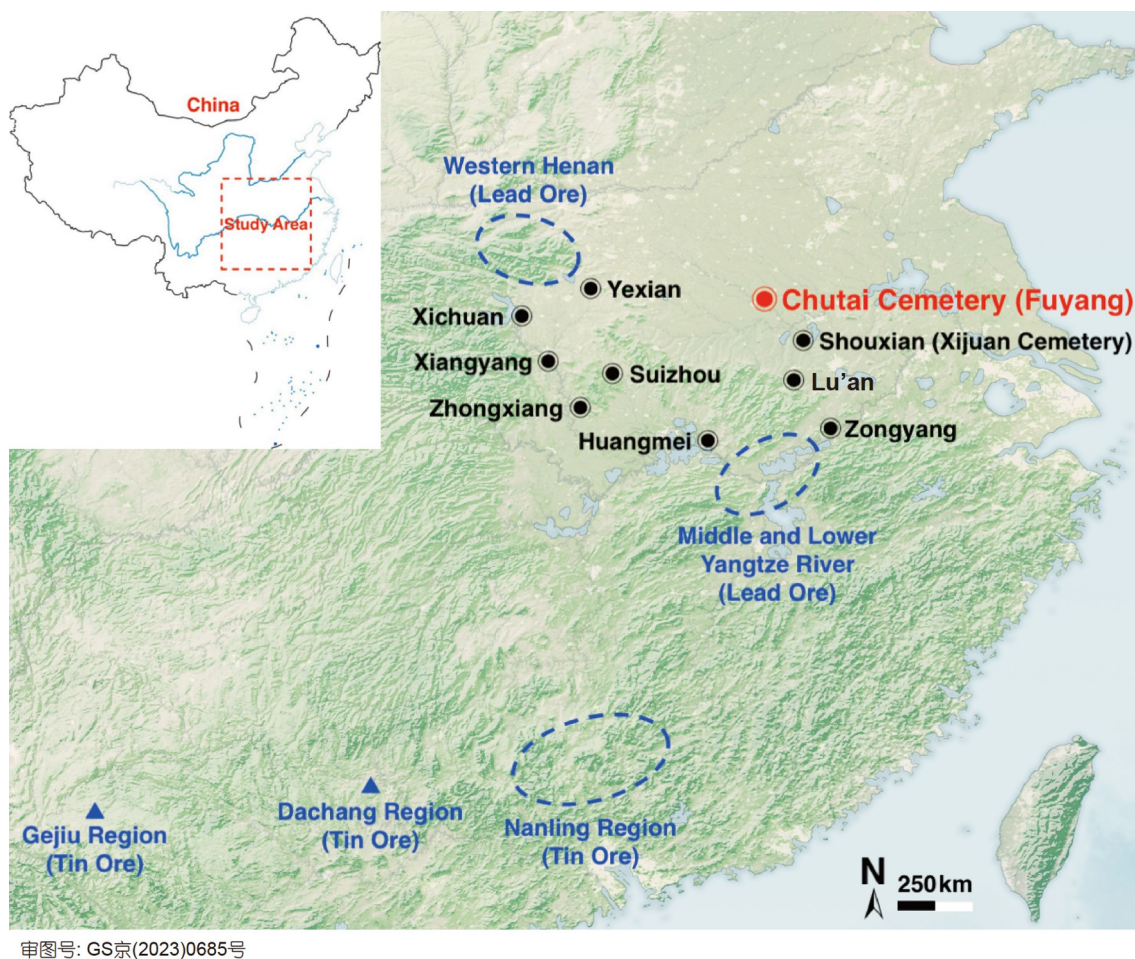 China
Study Area
Western Henan
(Lead Ore)
Yexian
Chutai Cemetery (Fuyang)
Xichuan
Shouxian (Xijuan Cemetery)
Xiangyang
Suizhou
Lu’an
Zhongxiang
Huangmei
Zongyang
Middle and Lower
Yangtze River
(Lead Ore)
Dachang Region
(Tin Ore)
Gejiu Region
(Tin Ore)
Nanling Region
(Tin Ore)
N
250 km
审图号: GS京(2023)0685号